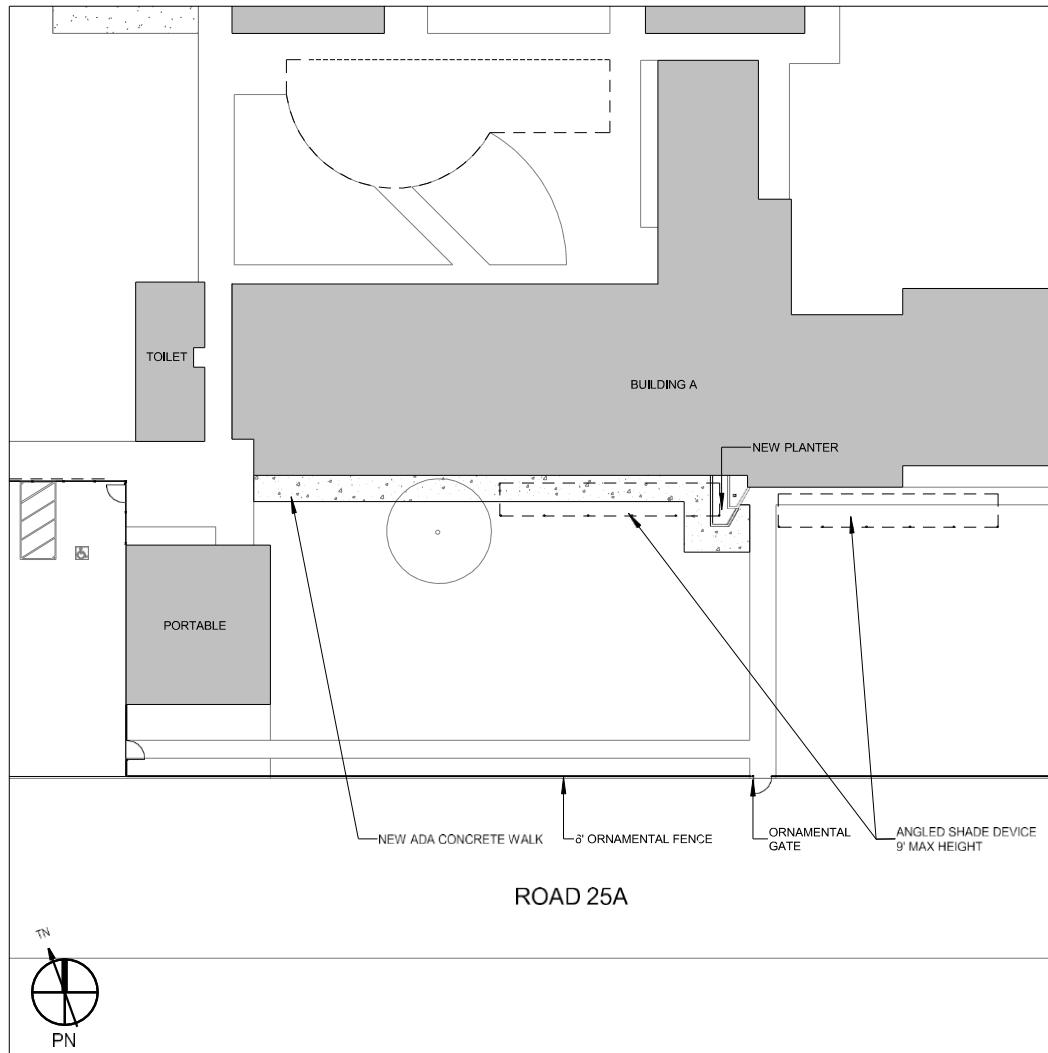 TOILET
BUILDING A
NEW PLANTER
PORTABLE
NEW ADA CONCRETE WALK
6' ORNAMENTAL FENCE
ORNAMENTAL
GATE
ANGLED SHADE DEVICE
9' MAX HEIGHT
ROAD 25A
TN
PN